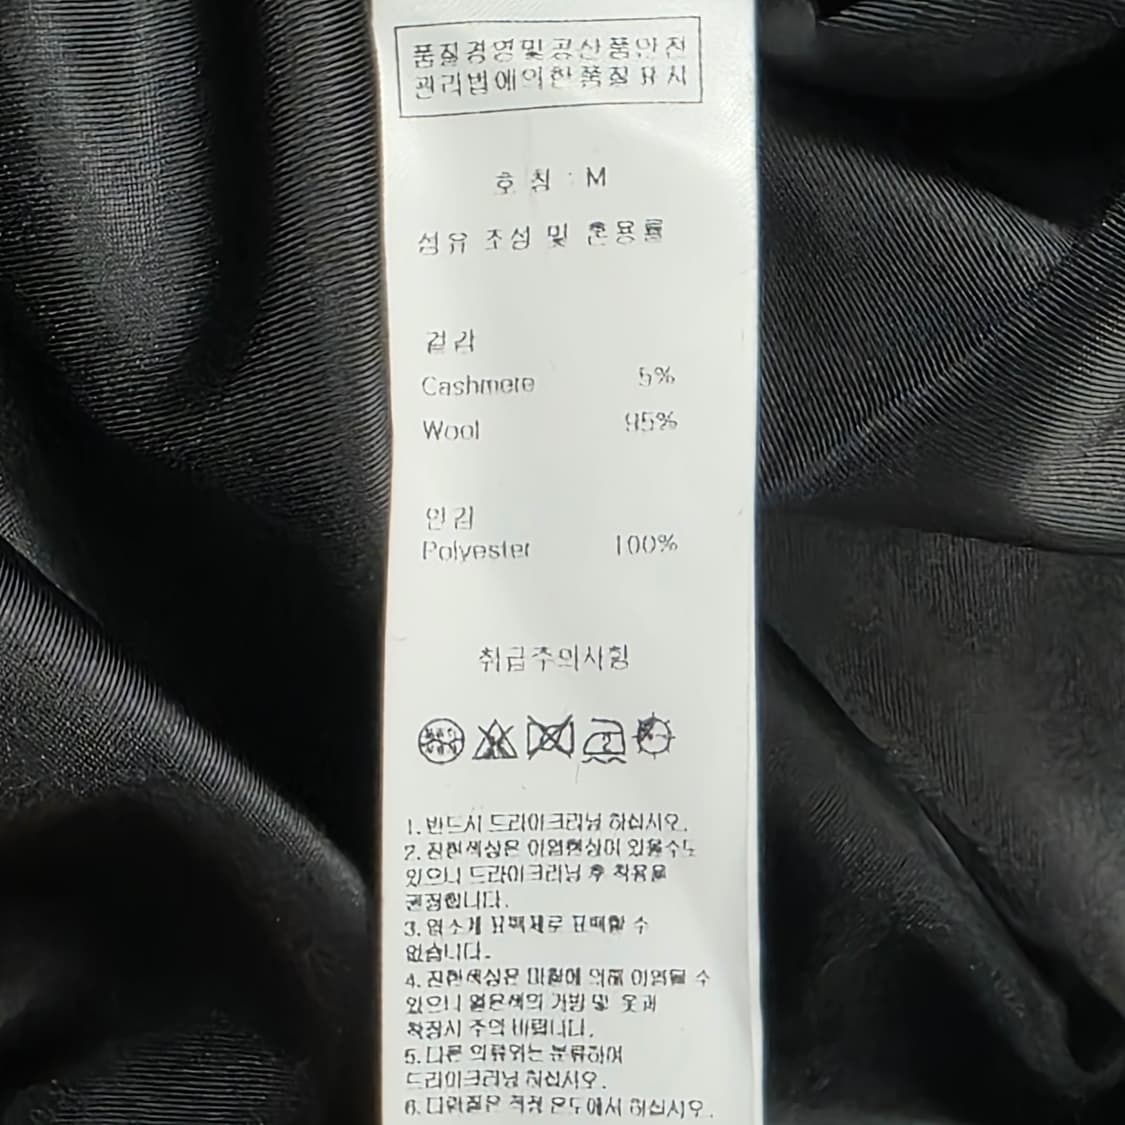 품질경영및공산품안전
관리법에의한품질표시
호 칭 : M
섬유 조성 및 혼용률
겉감
Cashmere 5%
Wool 95%
안감
Polyester 100%
취급주의사항
1. 반드시 드라이크리닝 하십시오.
2. 진한색상은 이염현상이 있을수도
있으니 드라이크리닝 후 착용을
권장합니다.
3. 염소계 표백제로 표백할 수
없습니다.
4. 진한색상은 마찰에 의해 이염될 수
있으니 옅은색의 가방 및 옷과
착장시 주의 바랍니다.
5. 다른 의류와는 분류하여
드라이크리닝 하십시오.
6. 다림질은 적정 온도에서 하십시오.